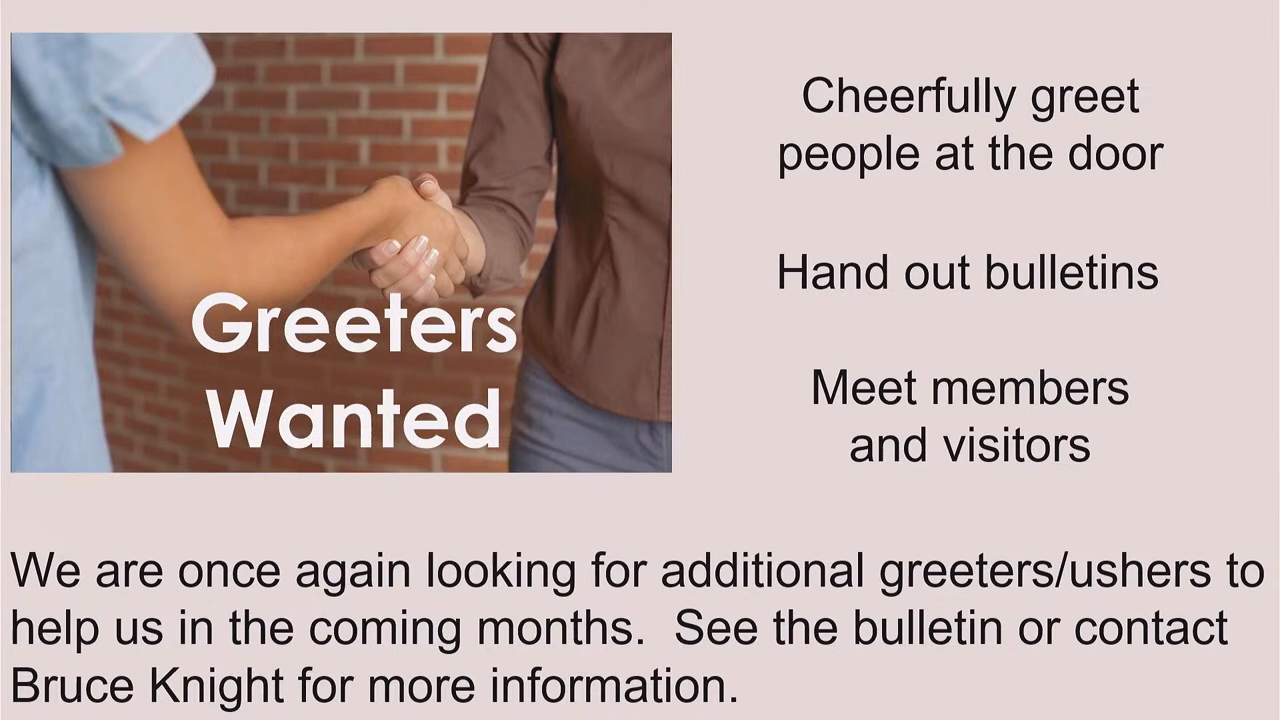 Greeters
Wanted
Cheerfully greet
people at the door
Hand out bulletins
Meet members
and visitors
We are once again looking for additional greeters/ushers to
help us in the coming months.  See the bulletin or contact
Bruce Knight for more information.